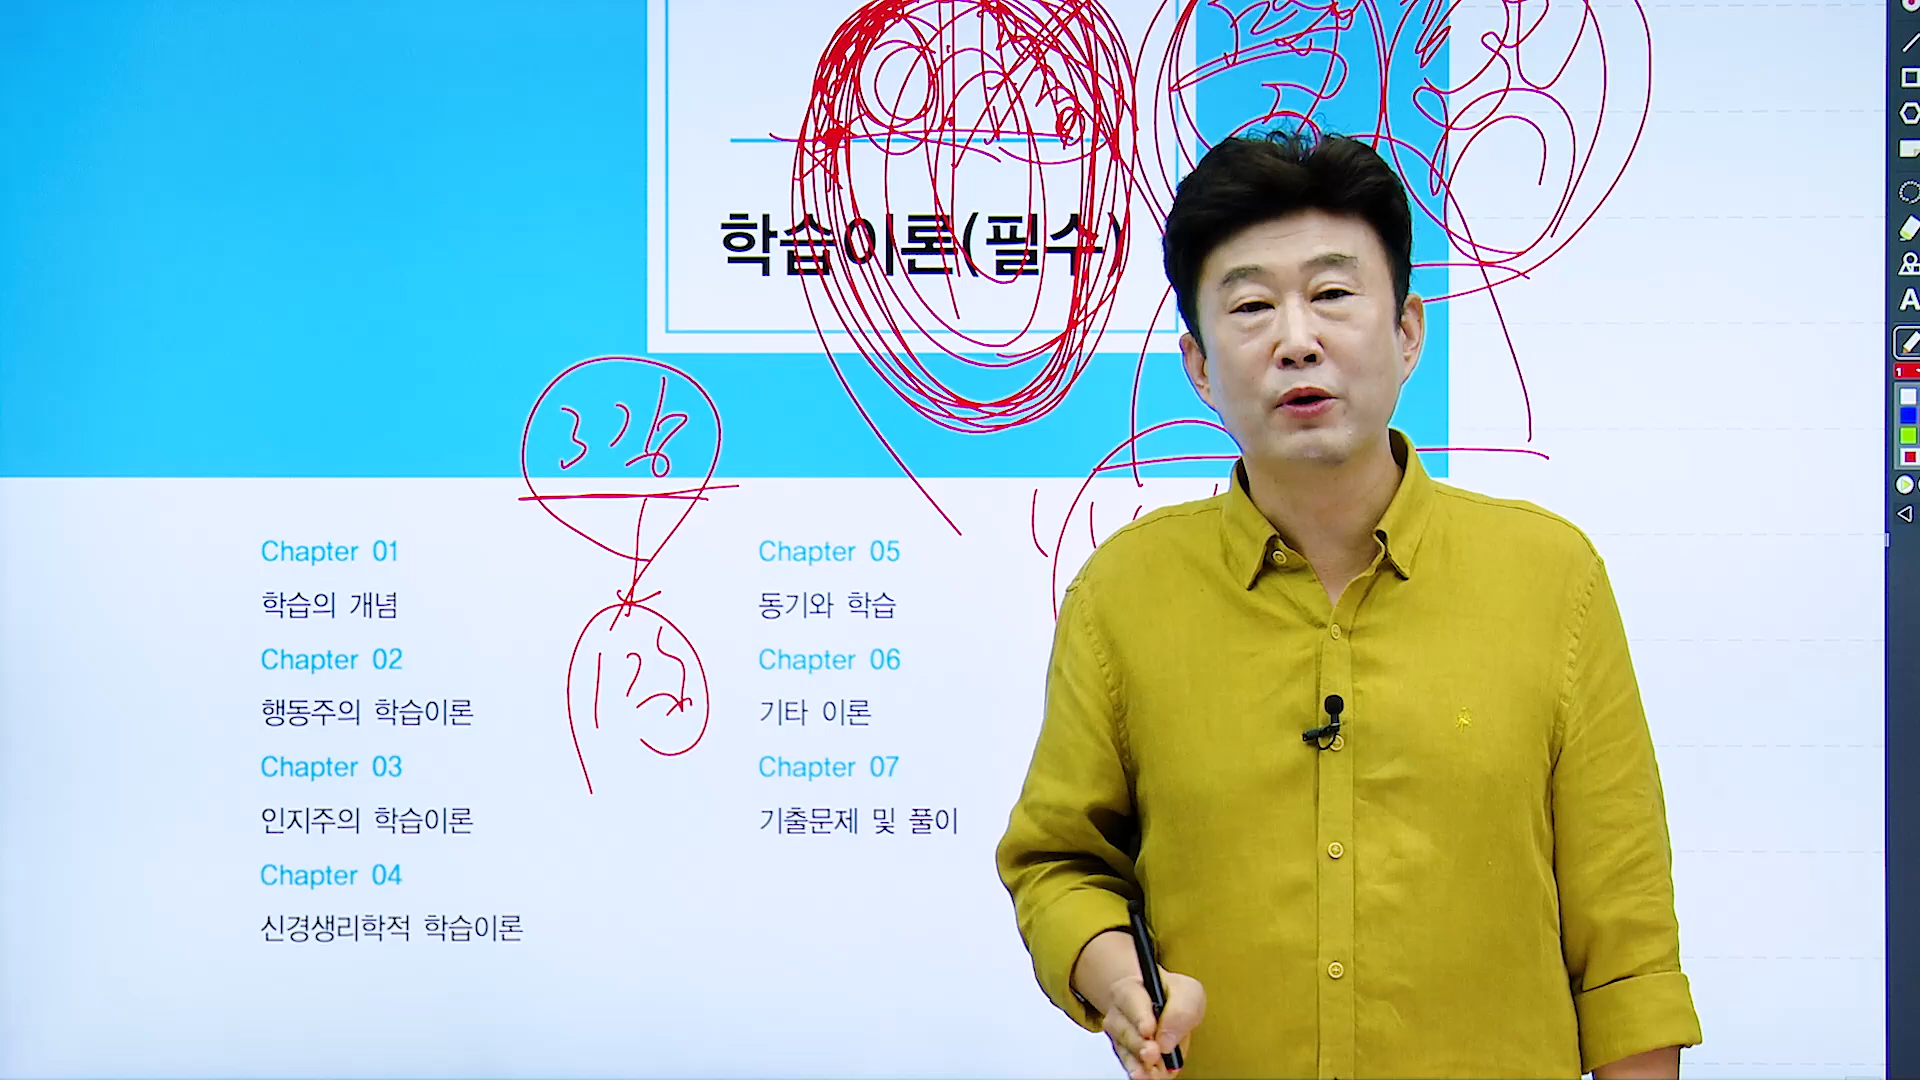 학습이론(필수)
3강
1강
Chapter 01
학습의 개념
Chapter 02
행동주의 학습이론
Chapter 03
인지주의 학습이론
Chapter 04
신경생리학적 학습이론
Chapter 05
동기와 학습
Chapter 06
기타 이론
Chapter 07
기출문제 및 풀이